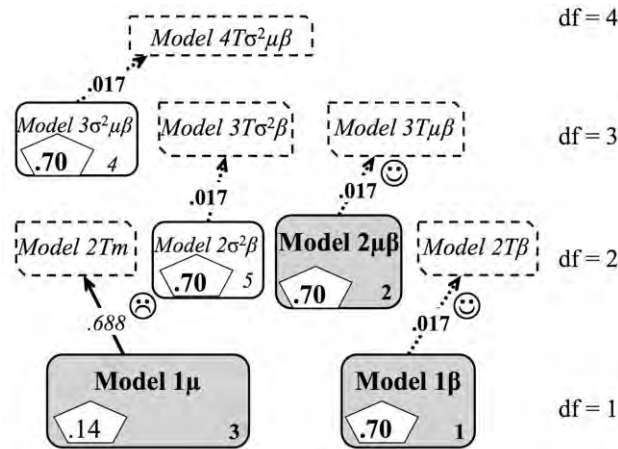 Model 4Tσ²μβ
df = 4
.017
Model 3σ²μβ
.70
4
Model 3Tσ²β
Model 3Tμβ
df = 3
.017
.017
Model 2Tm
Model 2σ²β
.70
5
Model 2μβ
.70
2
Model 2Tβ
df = 2
.688
.017
Model 1μ
.14
3
Model 1β
.70
1
df = 1